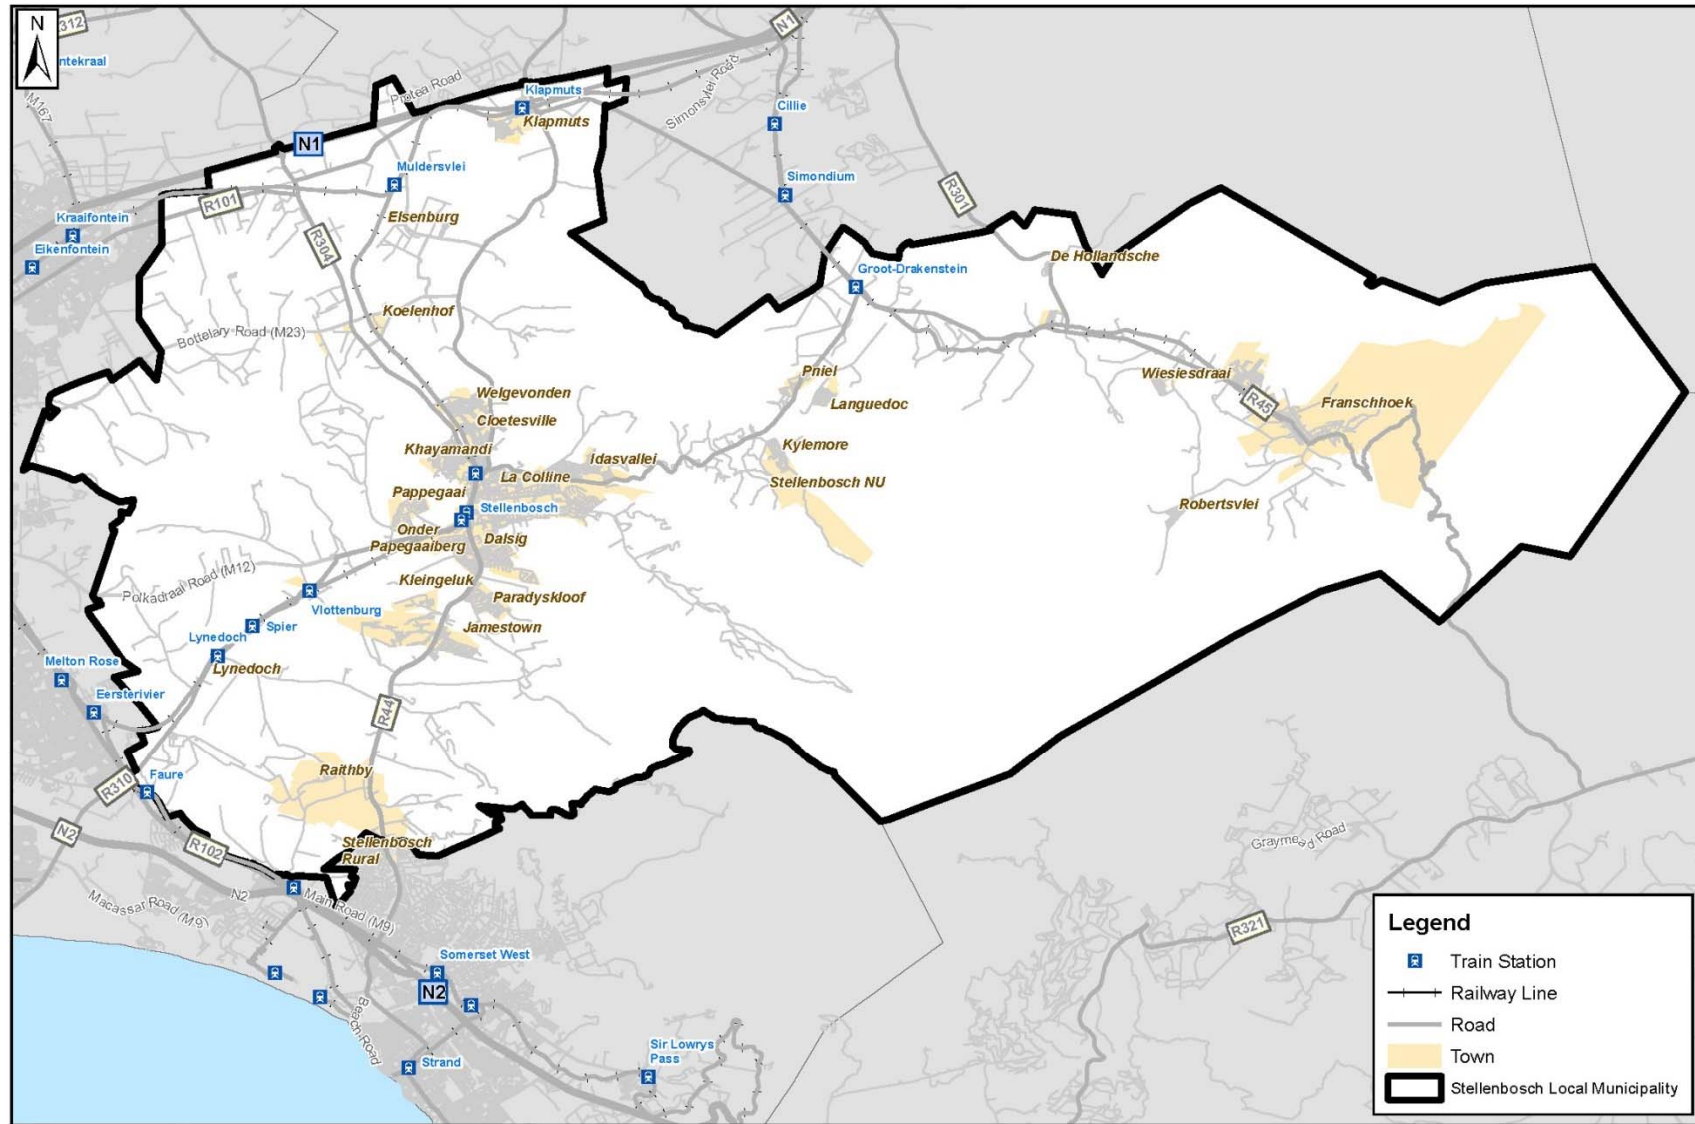 N
R312
ntekraal
M167
Protea Road
N1
Klapmuts
Klapmuts
Simonsvlei Road
Cillie
N1
Muldersvlei
Simondium
R101
R301
Kraaifontein
Elsenburg
Eikenfontein
R304
De Hollandsche
Groot-Drakenstein
Koelenhof
Bottelary Road (M23)
Pniel
Wiesiesdraai
Welgevonden
Languedoc
R45
Franschhoek
Cloetesville
Khayamandi
Idasvallei
Kylemore
La Colline
Stellenbosch NU
Pappegaai
Robertsvlei
Stellenbosch
Onder
Papegaaiberg
Dalsig
Polkadraai Road (M12)
Kleingeluk
Vlottenburg
Paradyskloof
Spier
Jamestown
Lynedoch
Lynedoch
Melton Rose
Eersterivier
R44
Raithby
Faure
R310
N2
R102
Stellenbosch
Rural
Graymead Road
N2
Macassar Road (M9)
Main Road (M9)
R321
Somerset West
N2
Beach Road
Strand
Sir Lowrys
Pass
Legend
Train Station
Railway Line
Road
Town
Stellenbosch Local Municipality